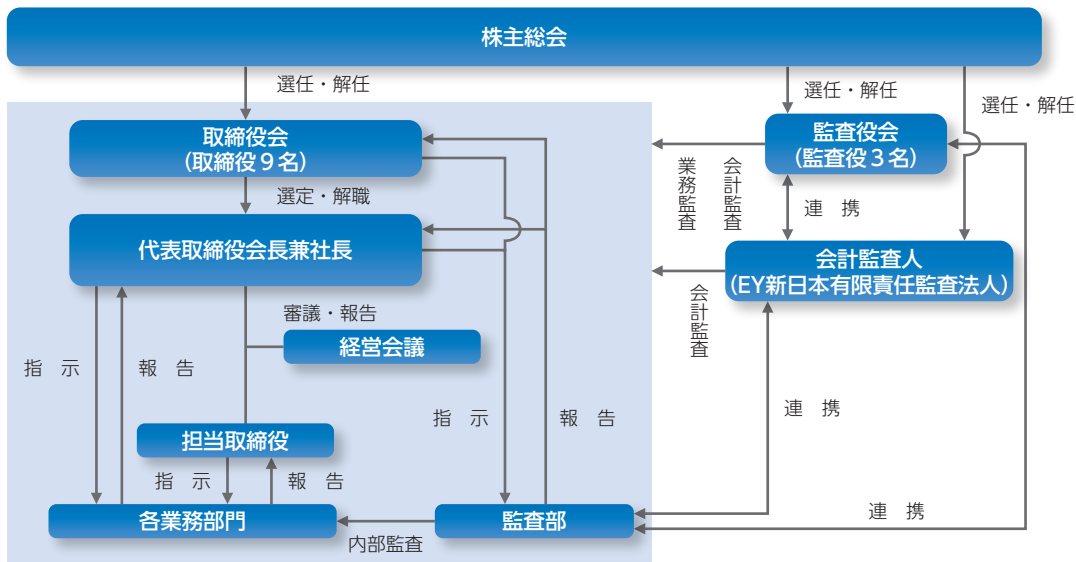 株主総会
選任・解任
選任・解任
選任・解任
取締役会
(取締役9名)
監査役会
(監査役3名)
選定・解職
業務監査
会計監査
連 携
代表取締役会長兼社長
会計監査人
(EY新日本有限責任監査法人)
会計監査
審議・報告
経営会議
指 示
報 告
指 示
報 告
連 携
担当取締役
指 示
報 告
各業務部門
監査部
内部監査
連 携